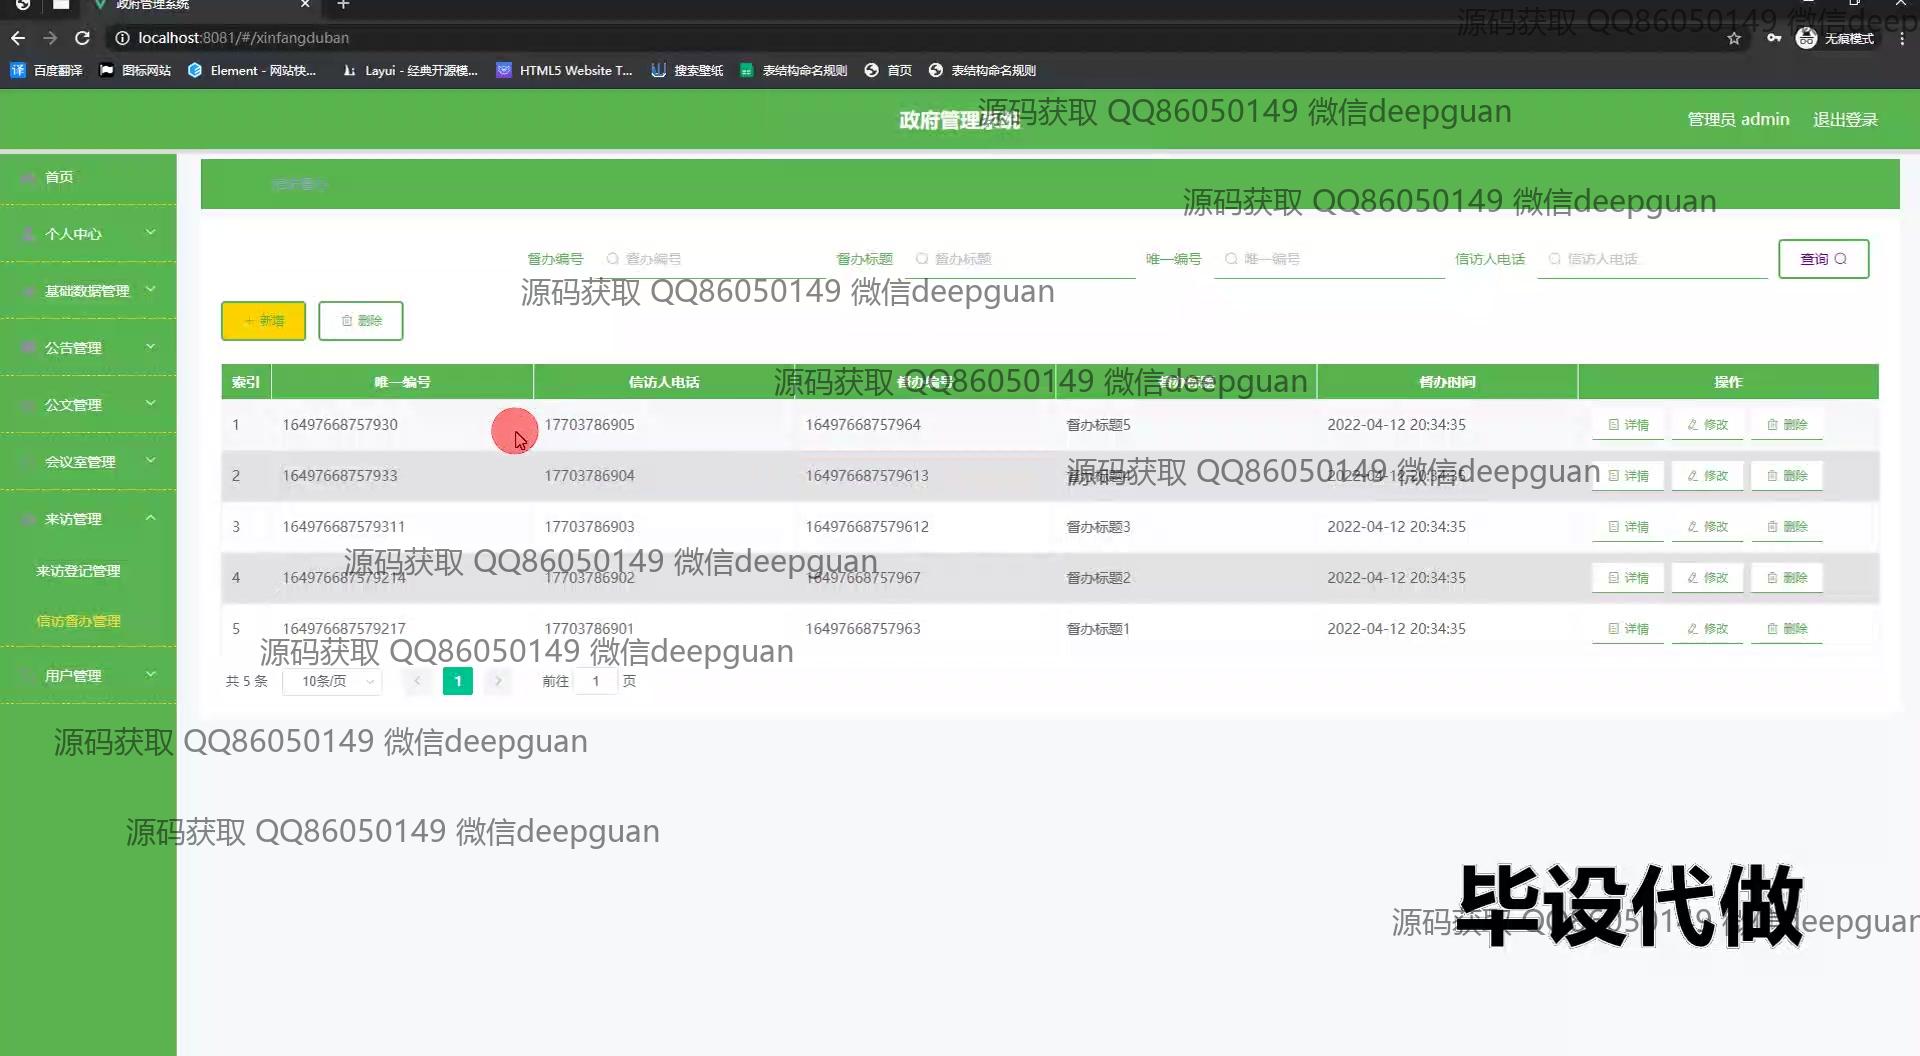 政府管理系统
localhost:8081/#/xinfangduban
无痕模式
源码获取 QQ86050149 微信deep
百度翻译 图标网站 Element - 网站快... Layui - 经典开源模... HTML5 Website T... 搜索壁纸 表结构命名规则 首页 表结构命名规则
政府管理系统
源码获取 QQ86050149 微信deepguan
管理员 admin 退出登录
首页
个人中心
基础数据管理
公告管理
公文管理
会议室管理
来访管理
来访登记管理
信访督办管理
用户管理
源码获取 QQ86050149 微信deepguan
督办编号 督办编号 督办标题 督办标题 唯一编号 唯一编号 信访人电话 信访人电话 查询
源码获取 QQ86050149 微信deepguan
+ 新增 删除
索引 唯一编号 信访人电话 督办编号 督办标题 督办时间 操作
源码获取 QQ86050149 微信deepguan
1 16497668757930 17703786905 16497668757964 督办标题5 2022-04-12 20:34:35 详情 修改 删除
2 16497668757933 17703786904 164976687579613 督办标题4 2022-04-12 20:34:35 详情 修改 删除
源码获取 QQ86050149 微信deepguan
3 164976687579311 17703786903 164976687579612 督办标题3 2022-04-12 20:34:35 详情 修改 删除
源码获取 QQ86050149 微信deepguan
4 164976687579214 17703786902 16497668757967 督办标题2 2022-04-12 20:34:35 详情 修改 删除
5 164976687579217 17703786901 16497668757963 督办标题1 2022-04-12 20:34:35 详情 修改 删除
源码获取 QQ86050149 微信deepguan
共 5 条 10条/页 1 前往 1 页
源码获取 QQ86050149 微信deepguan
源码获取 QQ86050149 微信deepguan
毕设代做
源码获取 QQ86050149 微信deepguan